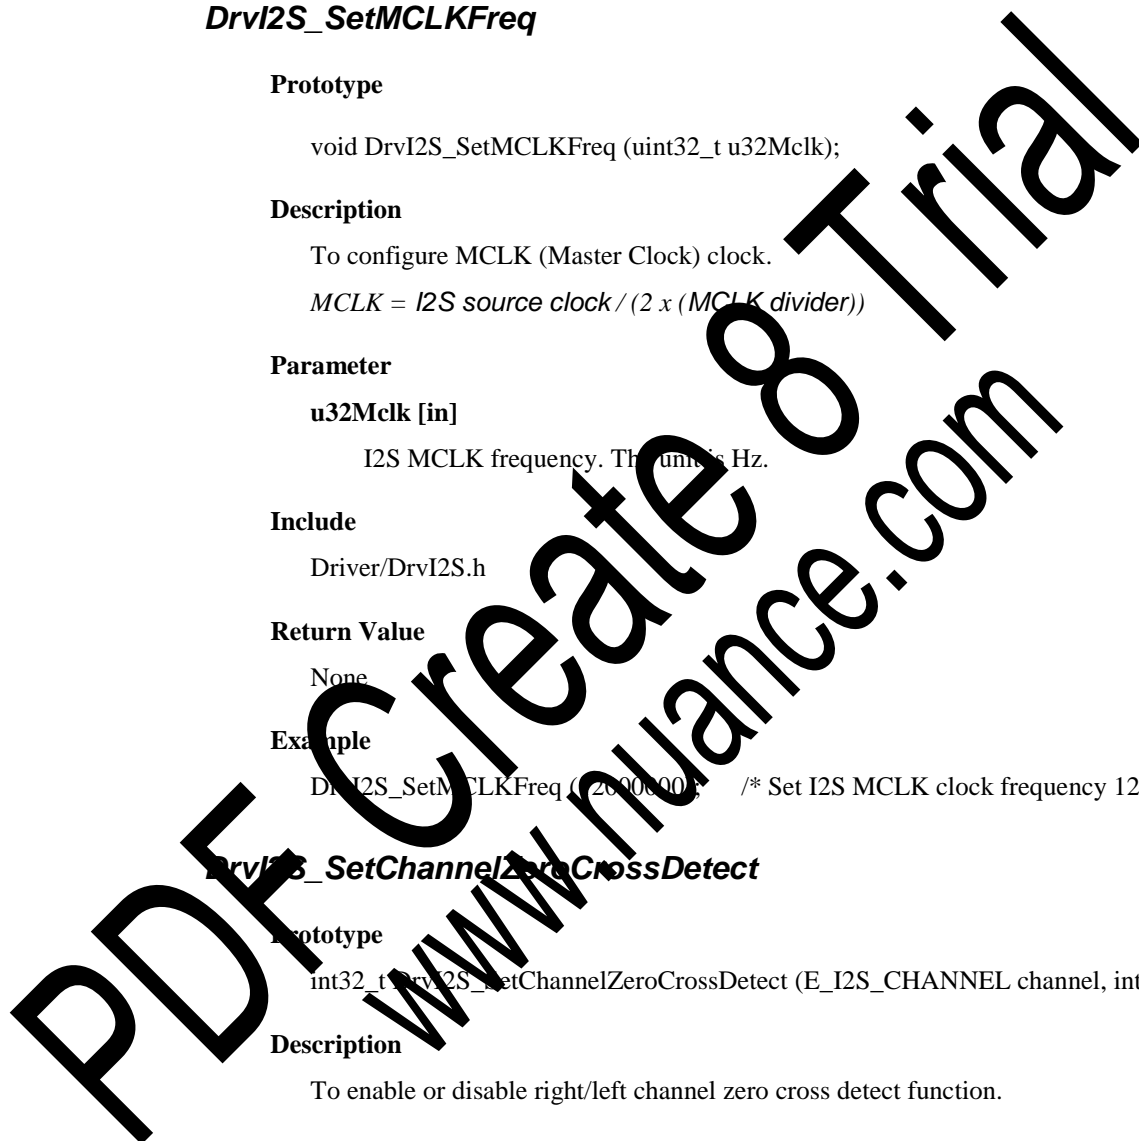 DrvI2S_SetMCLKFreq
Prototype
void DrvI2S_SetMCLKFreq (uint32_t u32Mclk);
Description
To configure MCLK (Master Clock) clock.
MCLK = I2S source clock / (2 x (MCLK divider))
Parameter
u32Mclk [in]
I2S MCLK frequency. The unit is Hz.
Include
Driver/DrvI2S.h
Return Value
None
Example
DrvI2S_SetMCLKFreq (12000000); /* Set I2S MCLK clock frequency 12
DrvI2S_SetChannelZeroCrossDetect
Prototype
int32_t DrvI2S_SetChannelZeroCrossDetect (E_I2S_CHANNEL channel, int
Description
To enable or disable right/left channel zero cross detect function.
PDF Create 8 Trial
www.nuance.com